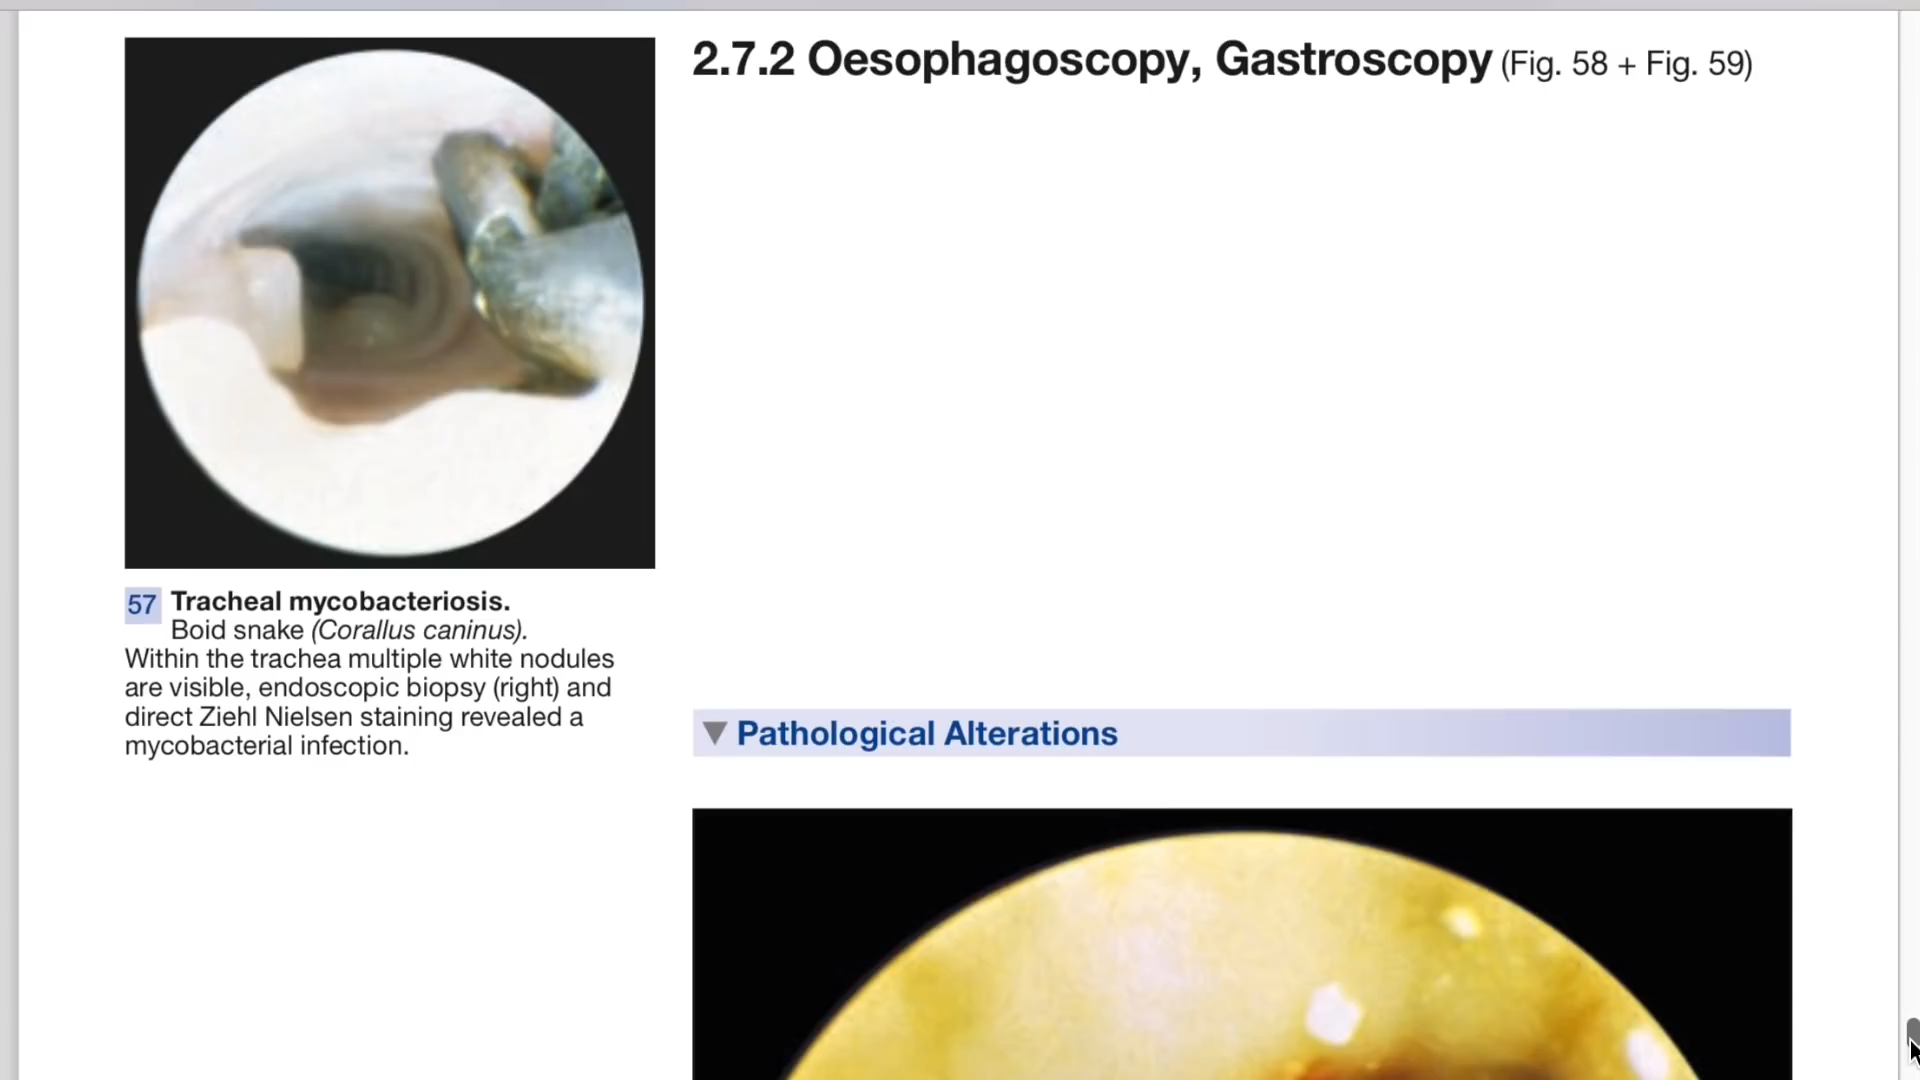 2.7.2 Oesophagoscopy, Gastroscopy (Fig. 58 + Fig. 59)
57 Tracheal mycobacteriosis.
Boid snake (Corallus caninus).
Within the trachea multiple white nodules
are visible, endoscopic biopsy (right) and
direct Ziehl Nielsen staining revealed a
mycobacterial infection.
Pathological Alterations